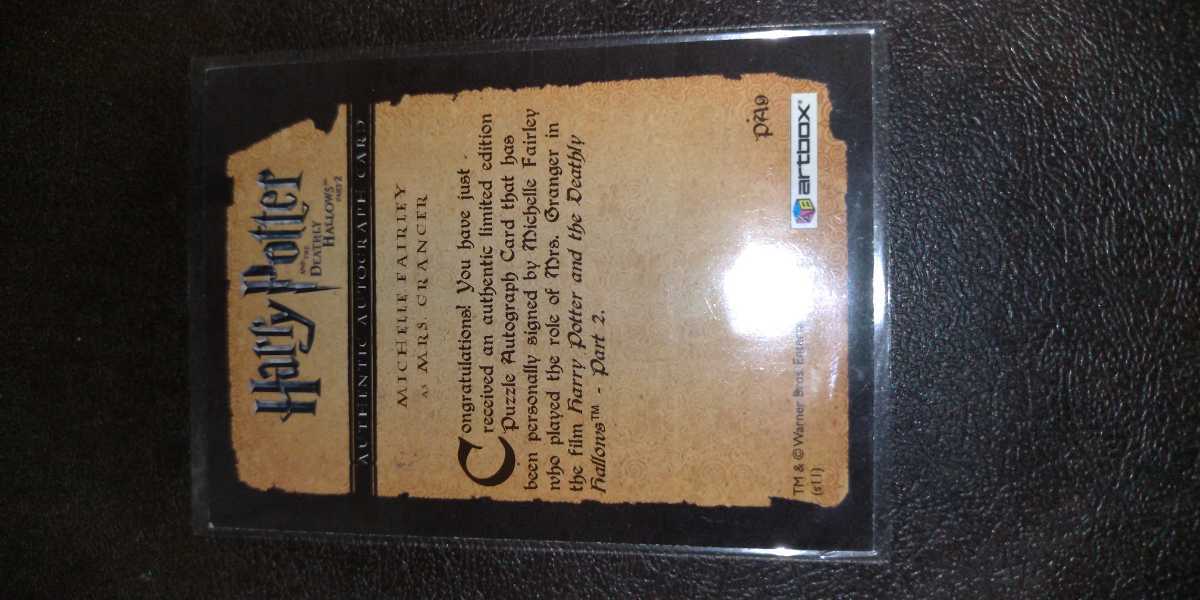 Harry Potter
AND THE
DEATHLY
HALLOWS™
PART 2
AUTHENTIC AUTOGRAPH CARD
MICHELLE FAIRLEY
AS MRS. GRANGER
Congratulations! You have just
received an authentic limited edition
Puzzle Autograph Card that has
been personally signed by Michelle Fairley
who played the role of Mrs. Granger in
the film Harry Potter and the Deathly
Hallows™ - Part 2.
PA9
artbox®
TM & © Warner Bros.
(s11)